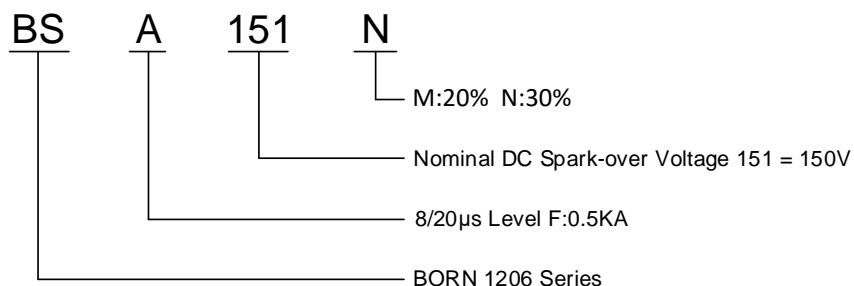 BS A 151 N
M:20% N:30%
Nominal DC Spark-over Voltage 151 = 150V
8/20μs Level F:0.5KA
BORN 1206 Series